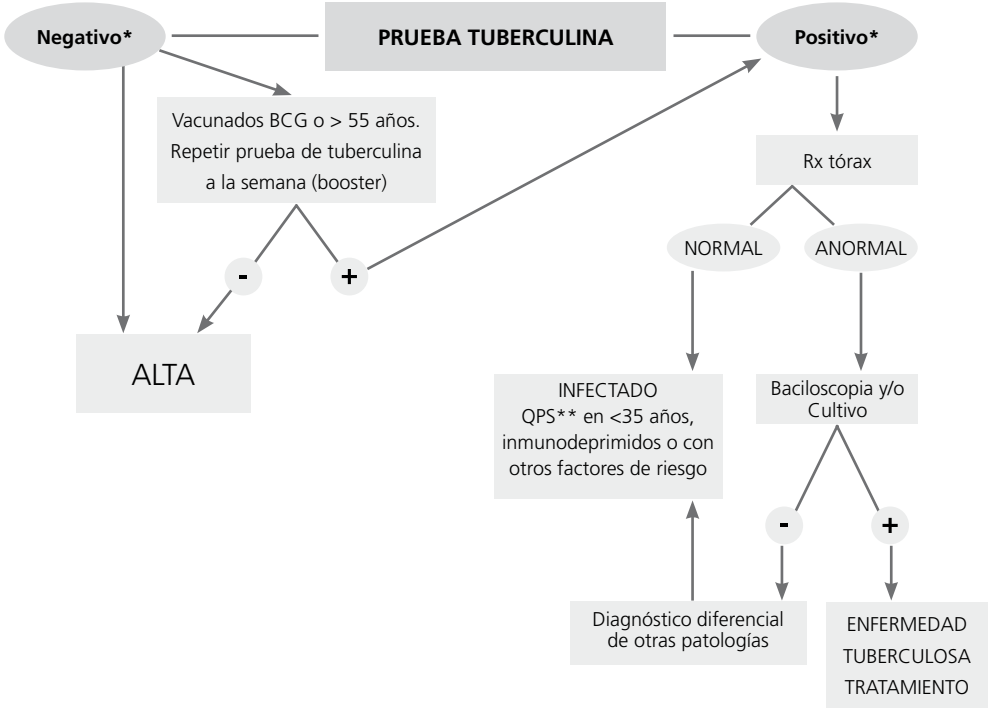 Negativo*
PRUEBA TUBERCULINA
Positivo*
Vacunados BCG o > 55 años.
Repetir prueba de tuberculina
a la semana (booster)
Rx tórax
NORMAL
ANORMAL
-
+
ALTA
INFECTADO
QPS** en <35 años,
inmunodeprimidos o con
otros factores de riesgo
Baciloscopia y/o
Cultivo
-
+
Diagnóstico diferencial
de otras patologías
ENFERMEDAD
TUBERCULOSA
TRATAMIENTO